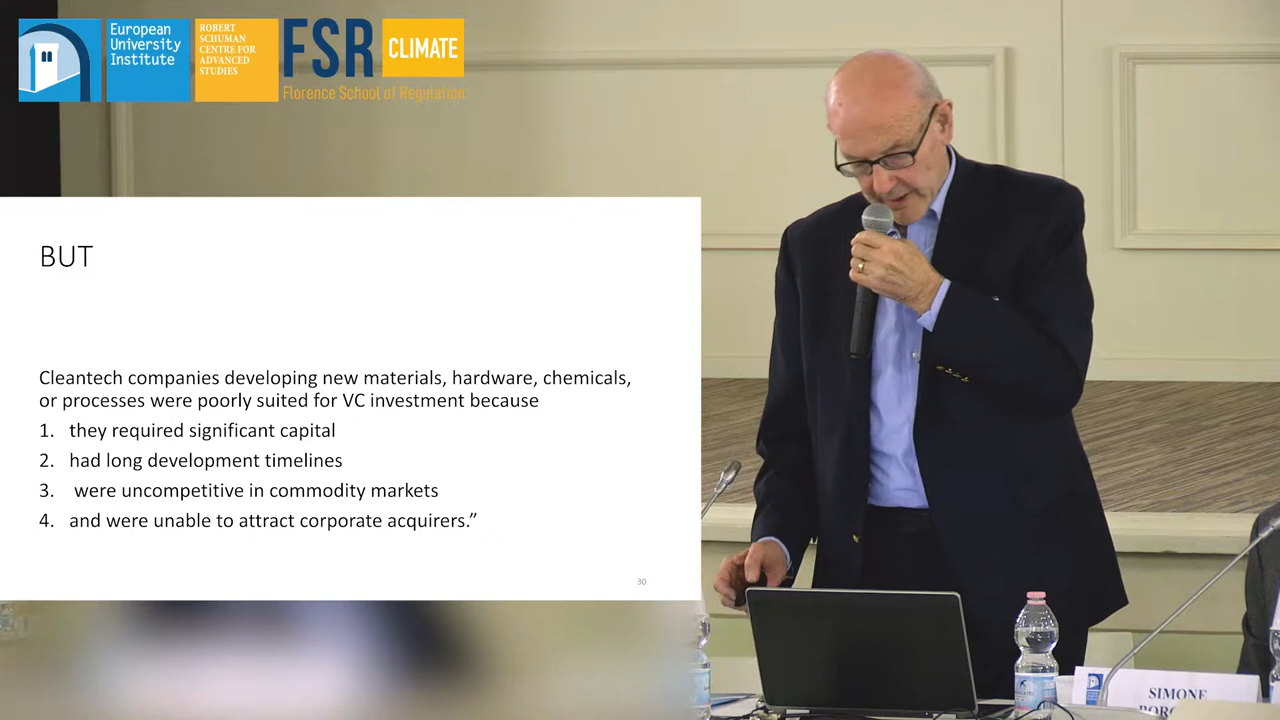 European
University
Institute
ROBERT
SCHUMAN
CENTRE FOR
ADVANCED
STUDIES
FSR
CLIMATE
Florence School of Regulation
BUT
Cleantech companies developing new materials, hardware, chemicals,
or processes were poorly suited for VC investment because
1. they required significant capital
2. had long development timelines
3. were uncompetitive in commodity markets
4. and were unable to attract corporate acquirers.”
30
SIMONE